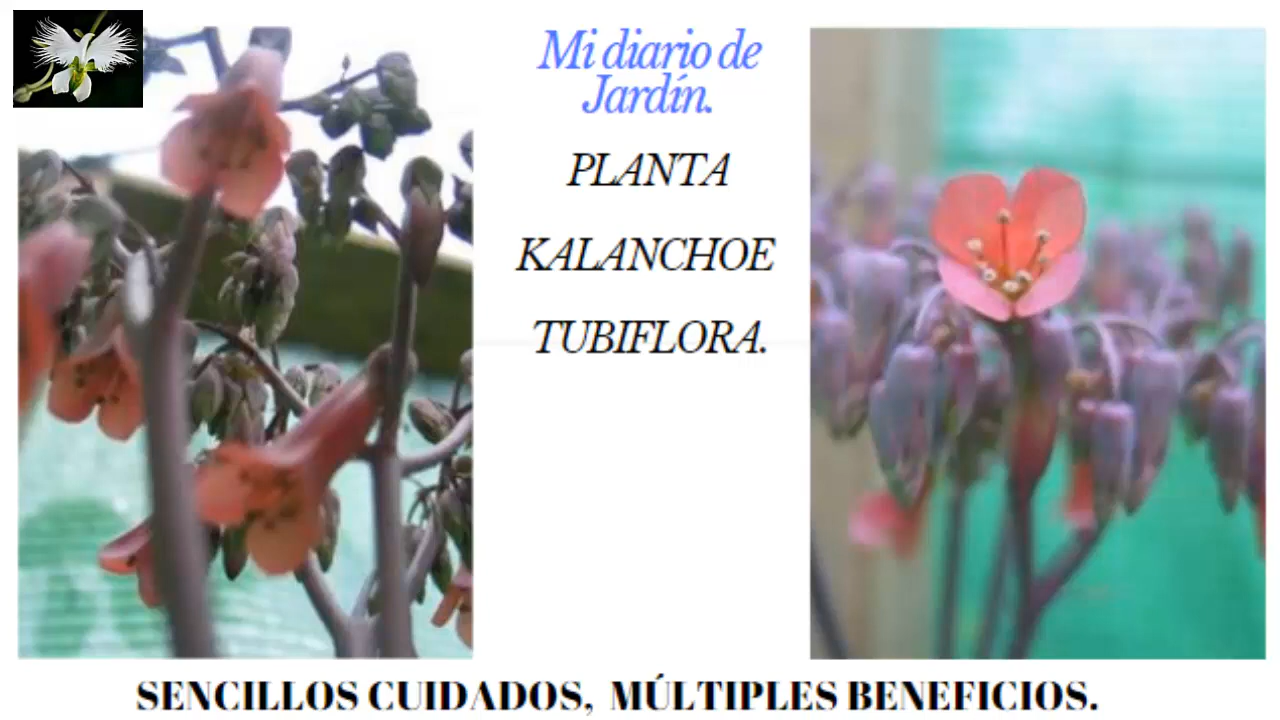 Mi diario de
Jardín.
PLANTA
KALANCHOE
TUBIFLORA.
SENCILLOS CUIDADOS, MÚLTIPLES BENEFICIOS.